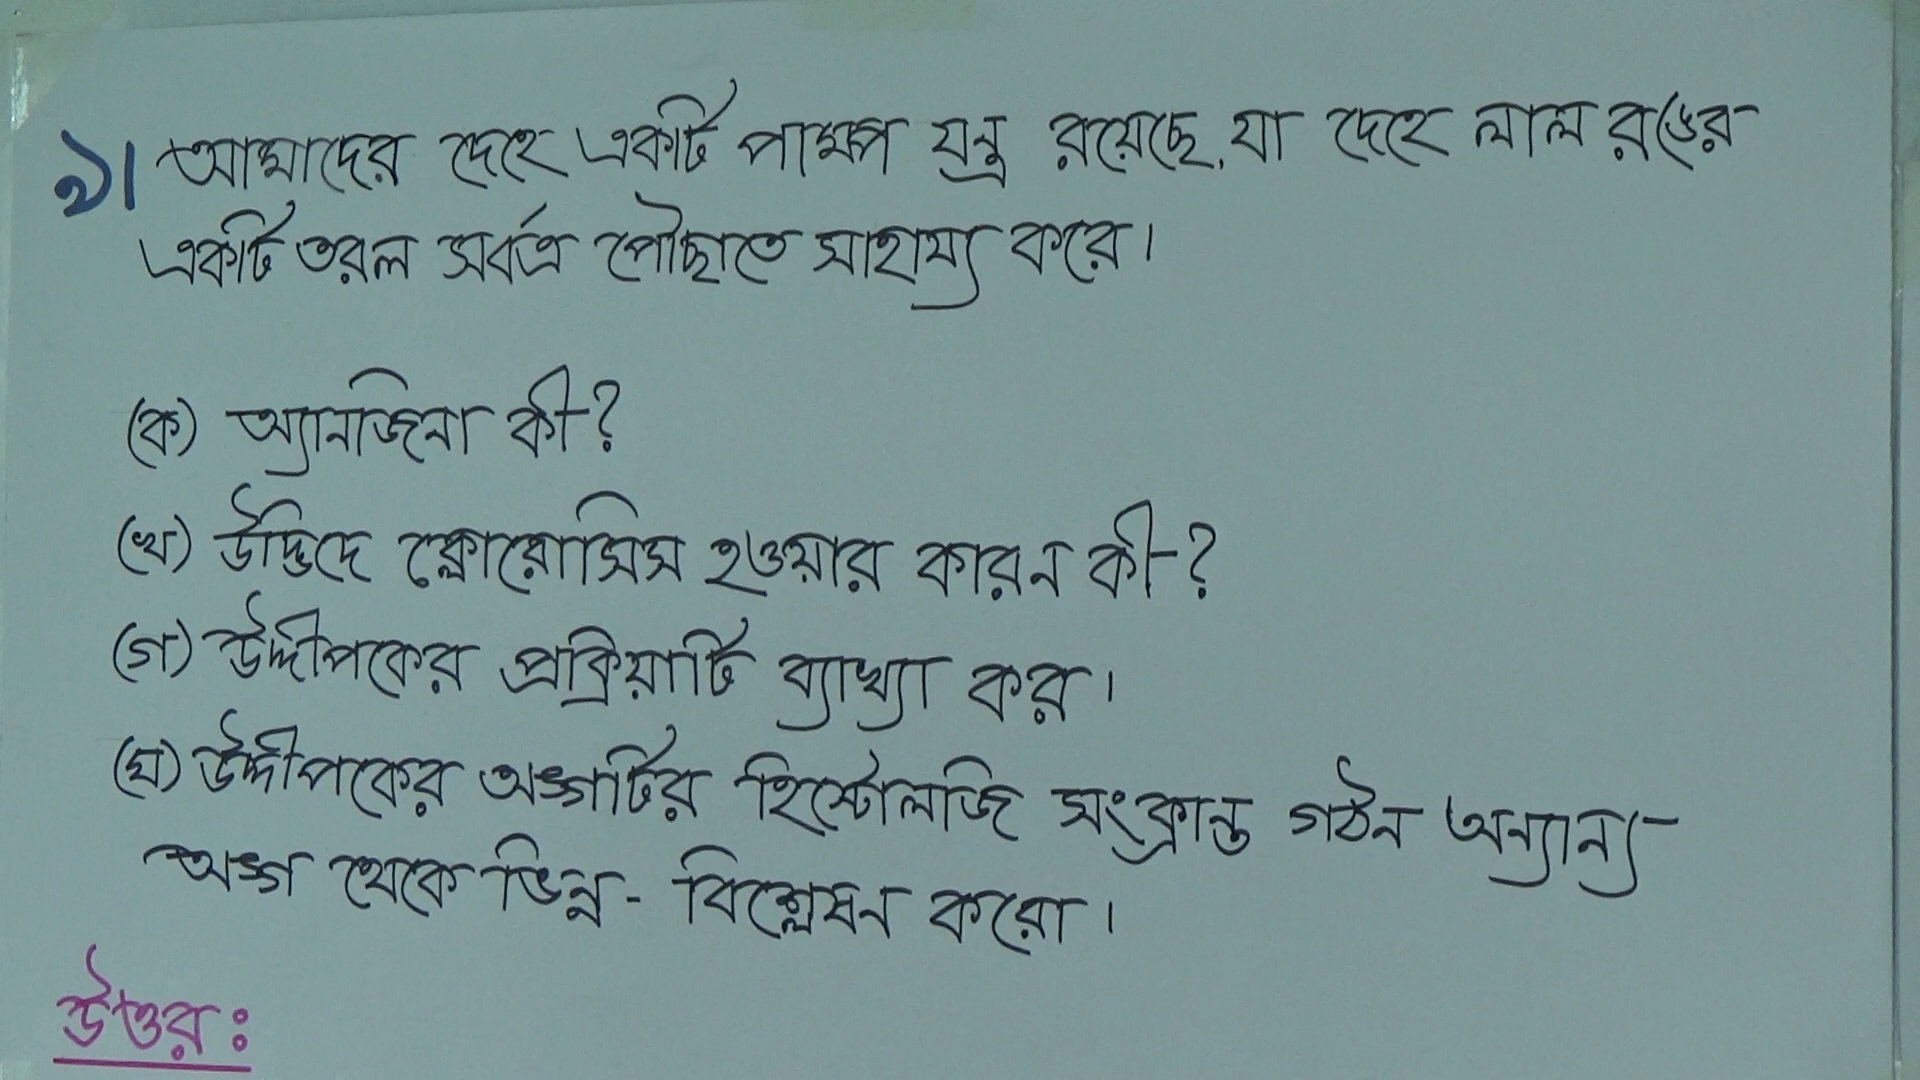 ৯। আমাদের দেহে একটি পাম্প যন্ত্র রয়েছে, যা দেহে লাল রঙের
একটি তরল সর্বত্র পৌছাতে সাহায্য করে।
(ক) অ্যানজিনা কী?
(খ) উদ্ভিদে ক্লোরোসিস হওয়ার কারন কী?
(গ) উদ্দীপকের প্রক্রিয়াটি ব্যাখ্যা কর।
(ঘ) উদ্দীপকের অঙ্গটির হিস্টোলজি সংক্রান্ত গঠন অন্যান্য
অঙ্গ থেকে ভিন্ন - বিশ্লেষন করো।
উত্তর: